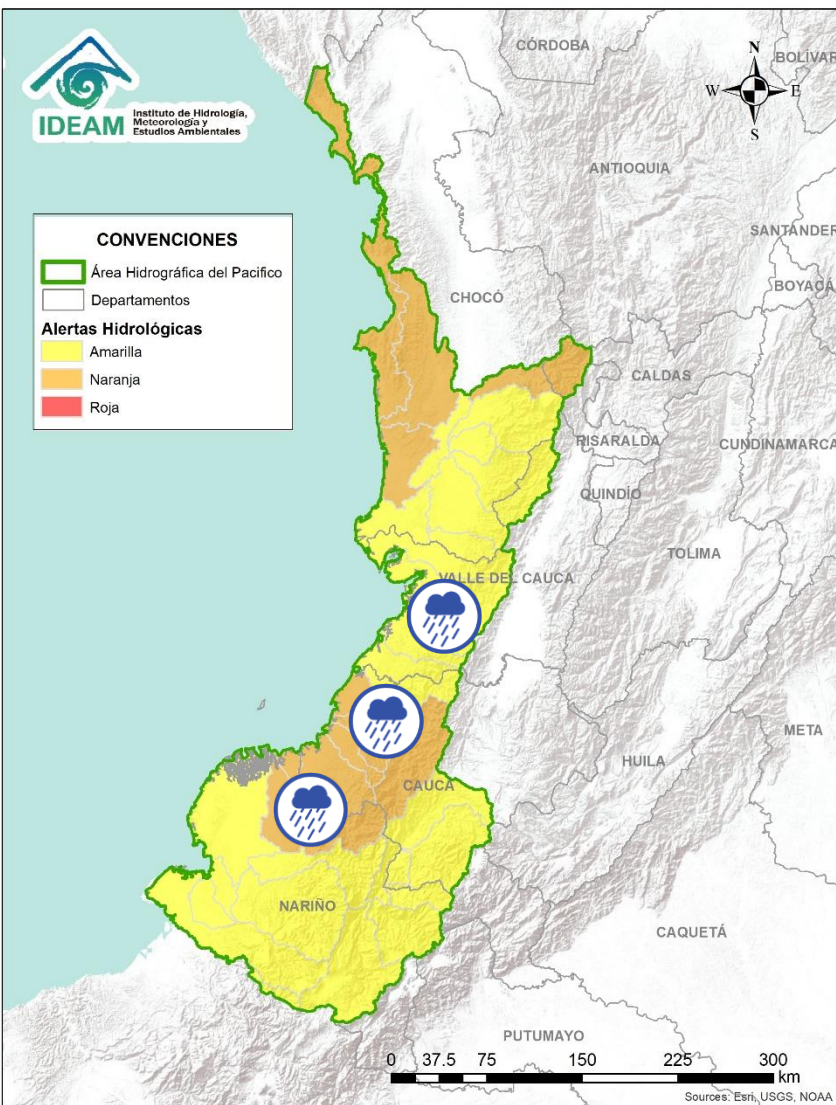 IDEAM
Instituto de Hidrología,
Meteorología y
Estudios Ambientales
CONVENCIONES
Área Hidrográfica del Pacifico
Departamentos
Alertas Hidrológicas
Amarilla
Naranja
Roja
N
W E
S
CÓRDOBA
BOLÍVAR
ANTIOQUIA
SANTANDER
BOYACÁ
CHOCÓ
CALDAS
RISARALDA
CUNDINAMARCA
QUINDÍO
TOLIMA
VALLE DEL CAUCA
META
HUILA
CAUCA
NARIÑO
CAQUETÁ
PUTUMAYO
0 37.5 75 150 225 300
km
Sources: Esri, USGS, NOAA